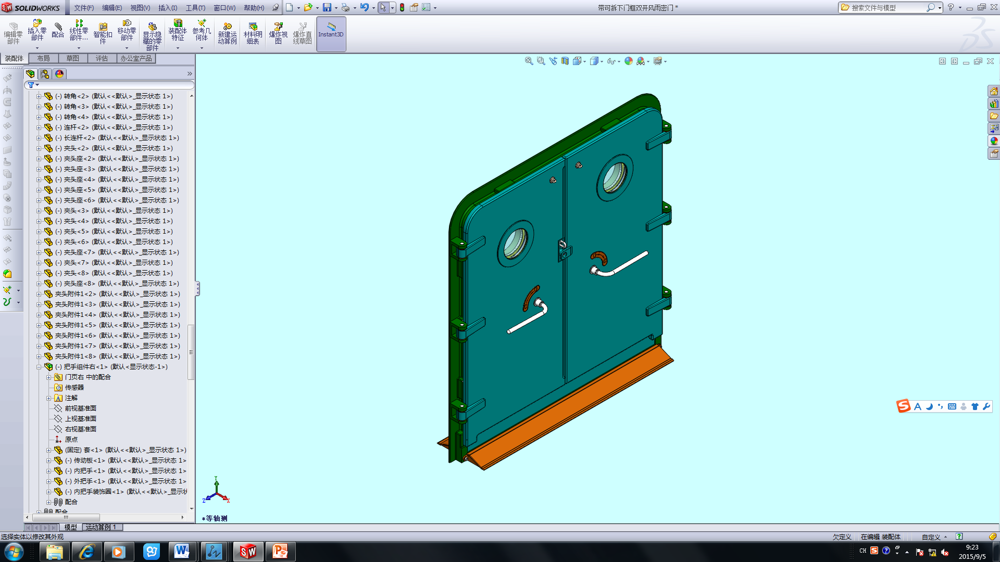 SOLIDWORKS 文件(F) 编辑(E) 视图(V) 插入(I) 工具(T) 窗口(W) 帮助(H) 带可拆下门框双开风雨密门 * 搜索文件与模型
编辑零部件 插入零部件 配合 线性零部件... 智能扣件 移动零部件 显示隐藏的零部件 装配体特征 参考几何体 新建运动算例 材料明细表 爆炸视图 爆炸直线草图 Instant3D
装配体 布局 草图 评估 办公室产品
(-) 转角<2> (默认<<默认>_显示状态 1>)
(-) 转角<3> (默认<<默认>_显示状态 1>)
(-) 转角<4> (默认<<默认>_显示状态 1>)
(-) 连杆<2> (默认<<默认>_显示状态 1>)
(-) 长连杆<2> (默认<<默认>_显示状态 1>)
(-) 夹头<2> (默认<<默认>_显示状态 1>)
(-) 夹头座<2> (默认<<默认>_显示状态 1>)
(-) 夹头座<3> (默认<<默认>_显示状态 1>)
(-) 夹头座<4> (默认<<默认>_显示状态 1>)
(-) 夹头座<5> (默认<<默认>_显示状态 1>)
(-) 夹头座<6> (默认<<默认>_显示状态 1>)
(-) 夹头<3> (默认<<默认>_显示状态 1>)
(-) 夹头<4> (默认<<默认>_显示状态 1>)
(-) 夹头<5> (默认<<默认>_显示状态 1>)
(-) 夹头<6> (默认<<默认>_显示状态 1>)
(-) 夹头座<7> (默认<<默认>_显示状态 1>)
(-) 夹头<7> (默认<<默认>_显示状态 1>)
(-) 夹头<8> (默认<<默认>_显示状态 1>)
(-) 夹头座<8> (默认<<默认>_显示状态 1>)
夹头附件1<2> (默认<<默认>_显示状态 1>)
夹头附件1<3> (默认<<默认>_显示状态 1>)
夹头附件1<4> (默认<<默认>_显示状态 1>)
夹头附件1<5> (默认<<默认>_显示状态 1>)
夹头附件1<6> (默认<<默认>_显示状态 1>)
夹头附件1<7> (默认<<默认>_显示状态 1>)
夹头附件1<8> (默认<<默认>_显示状态 1>)
(-) 把手组件右<1> (默认<显示状态-1>)
门页右 中的配合
传感器
注解
前视基准面
上视基准面
右视基准面
原点
(固定) 套<1> (默认<<默认>_显示状态 1>)
(-) 传动板<1> (默认<<默认>_显示状态 1>
(-) 内把手<1> (默认<<默认>_显示状态 1>
(-) 外把手<1> (默认<<默认>_显示状态 1>
(-) 内把手装饰圈<1> (默认<<默认>_显示状
配合
配合
Y
Z X
*等轴测
模型 运动算例 1
选择实体以修改其外观 欠定义 在编辑 装配体 自定义
CH 9:23
2015/9/5